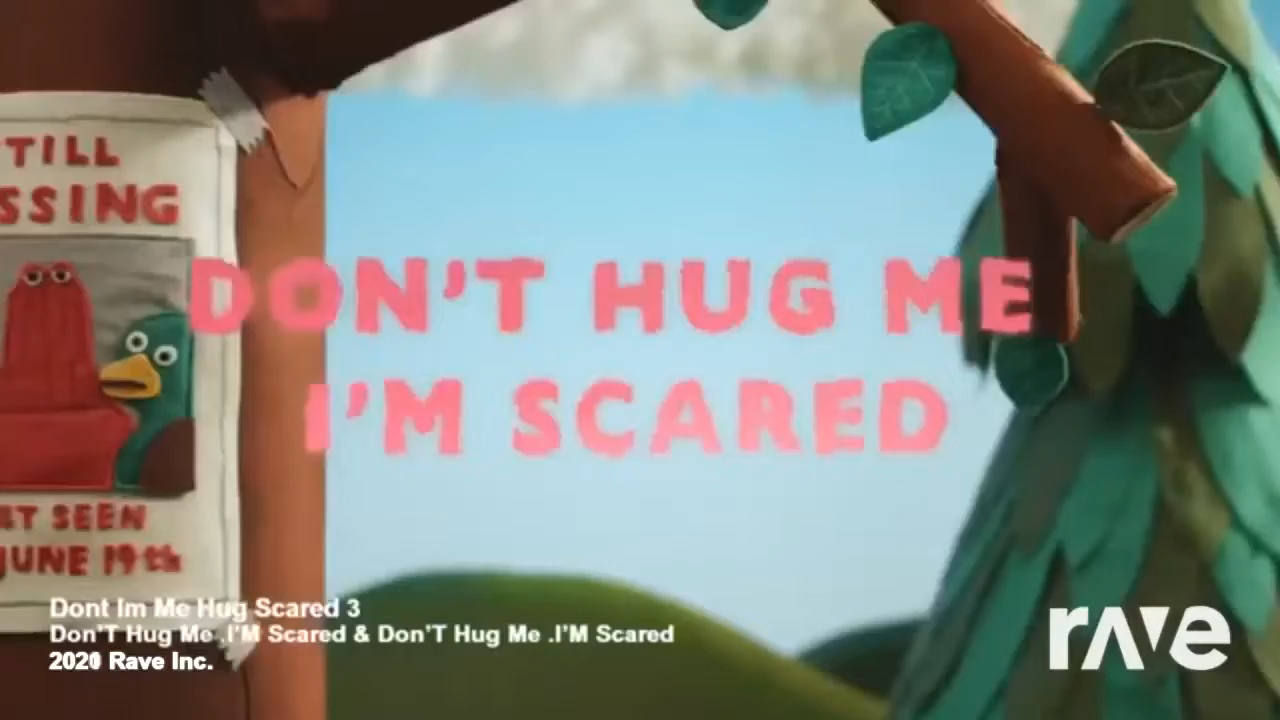 TILL
SSING
DON'T HUG ME
I'M SCARED
ST SEEN
JUNE 19th
Dont Im Me Hug Scared 3
Don'T Hug Me .I'M Scared & Don'T Hug Me .I'M Scared
2020 Rave Inc.
rave